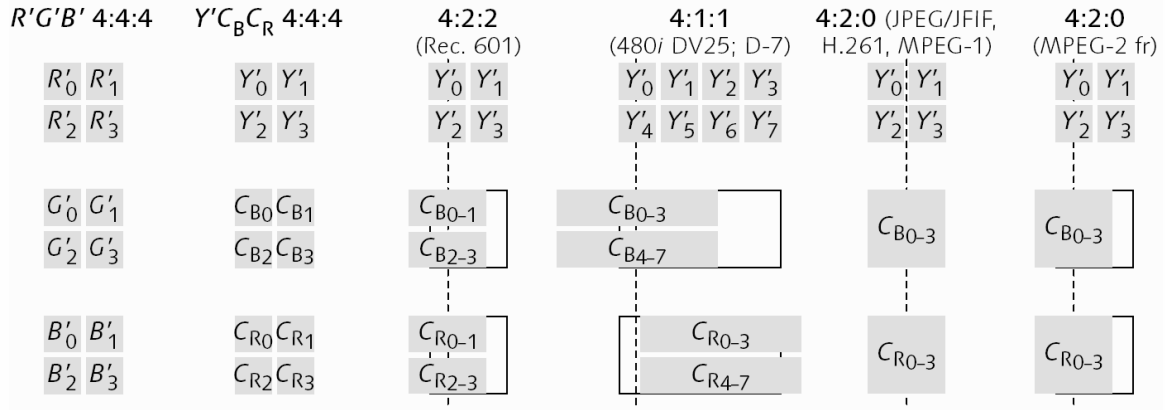 R'G'B' 4:4:4 Y'CBCR 4:4:4 4:2:2 4:1:1 4:2:0 (JPEG/JFIF, 4:2:0
(Rec. 601) (480i DV25; D-7) H.261, MPEG-1) (MPEG-2 fr)
R'0 R'1 Y'0 Y'1 Y'0 Y'1 Y'0 Y'1 Y'2 Y'3 Y'0 Y'1 Y'0 Y'1
R'2 R'3 Y'2 Y'3 Y'2 Y'3 Y'4 Y'5 Y'6 Y'7 Y'2 Y'3 Y'2 Y'3
G'0 G'1 CB0 CB1 CB0–1 CB0–3 CB0–3 CB0–3
G'2 G'3 CB2 CB3 CB2–3 CB4–7
B'0 B'1 CR0 CR1 CR0–1 CR0–3 CR0–3 CR0–3
B'2 B'3 CR2 CR3 CR2–3 CR4–7